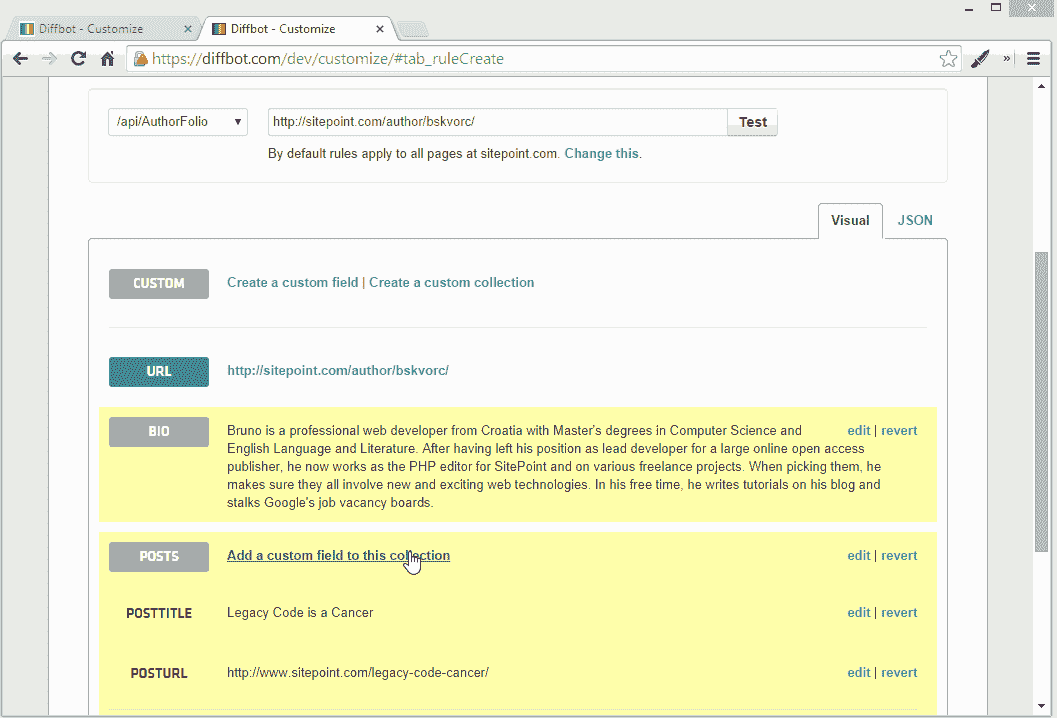 Diffbot - Customize
Diffbot - Customize
https://diffbot.com/dev/customize/#tab_ruleCreate
/api/AuthorFolio
http://sitepoint.com/author/bskvorc/
Test
By default rules apply to all pages at sitepoint.com. Change this.
Visual
JSON
CUSTOM
Create a custom field | Create a custom collection
URL
http://sitepoint.com/author/bskvorc/
BIO
Bruno is a professional web developer from Croatia with Master's degrees in Computer Science and
English Language and Literature. After having left his position as lead developer for a large online open access
publisher, he now works as the PHP editor for SitePoint and on various freelance projects. When picking them, he
makes sure they all involve new and exciting web technologies. In his free time, he writes tutorials on his blog and
stalks Google's job vacancy boards.
edit | revert
POSTS
Add a custom field to this collection
edit | revert
POSTTITLE
Legacy Code is a Cancer
edit | revert
POSTURL
http://www.sitepoint.com/legacy-code-cancer/
edit | revert